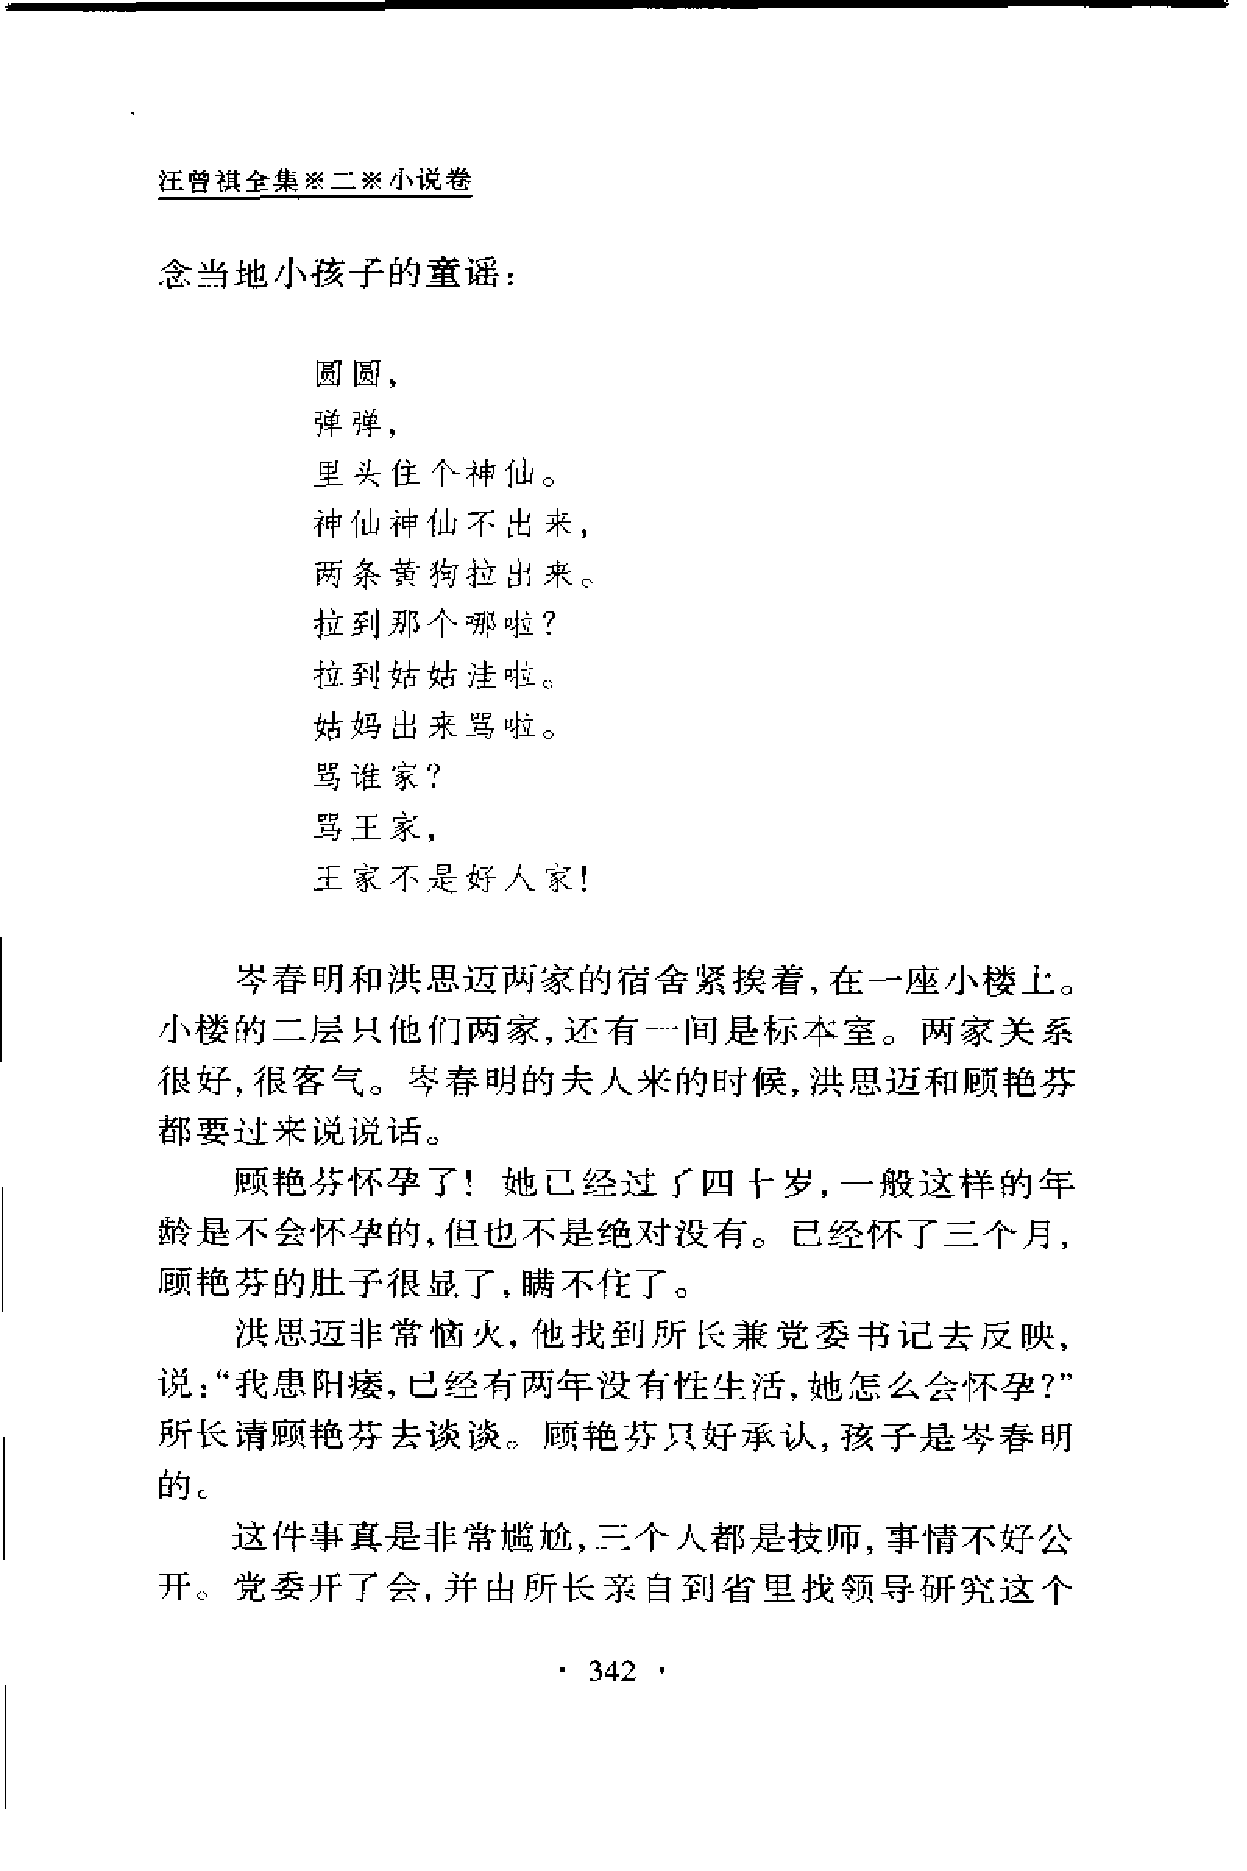 汪曾祺全集※二※小说卷
念当地小孩子的童谣：
圆圆，
弹弹，
里头住个神仙。
神仙神仙不出来，
两条黄狗拉出来。
拉到那个哪啦？
拉到姑姑洼啦。
姑妈出来骂啦。
骂谁家？
骂王家，
王家不是好人家！
岑春明和洪思迈两家的宿舍紧挨着，在一座小楼上。
小楼的二层只他们两家，还有一间是标本室。两家关系
很好，很客气。岑春明的夫人来的时候，洪思迈和顾艳芬
都要过来说说话。
顾艳芬怀孕了！她已经过了四十岁，一般这样的年
龄是不会怀孕的，但也不是绝对没有。已经怀了三个月，
顾艳芬的肚子很显了，瞒不住了。
洪思迈非常恼火，他找到所长兼党委书记去反映，
说：“我患阳痿，已经有两年没有性生活，她怎么会怀孕？”
所长请顾艳芬去谈谈。顾艳芬只好承认，孩子是岑春明
的。
这件事真是非常尴尬，三个人都是技师，事情不好公
开。党委开了会，并由所长亲自到省里找领导研究这个
· 342 ·